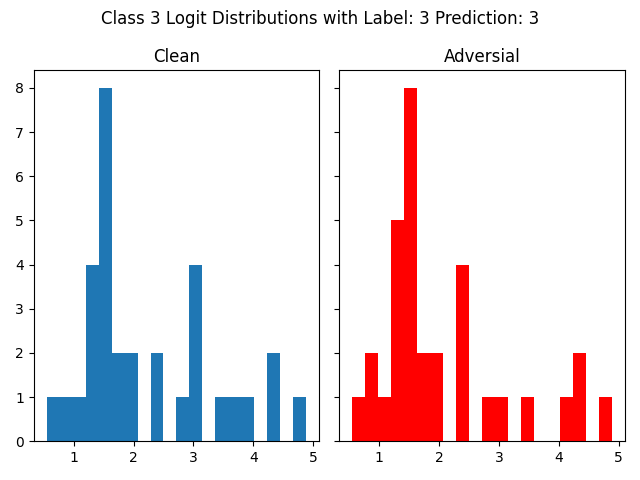 Class 3 Logit Distributions with Label: 3 Prediction: 3
Clean
Adversial
8
7
6
5
4
3
2
1
0
1 2 3 4 5
1 2 3 4 5